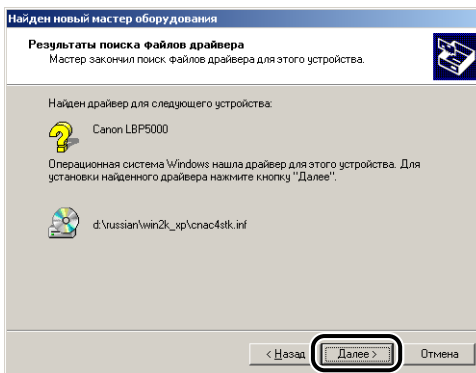 Найден новый мастер оборудования
Результаты поиска файлов драйвера
Мастер закончил поиск файлов драйвера для этого устройства.
Найден драйвер для следующего устройства:
Canon LBP5000
Операционная система Windows нашла драйвер для этого устройства. Для
установки найденного драйвера нажмите кнопку "Далее".
d:\russian\win2k_xp\cnac4stk.inf
< Назад Далее > Отмена